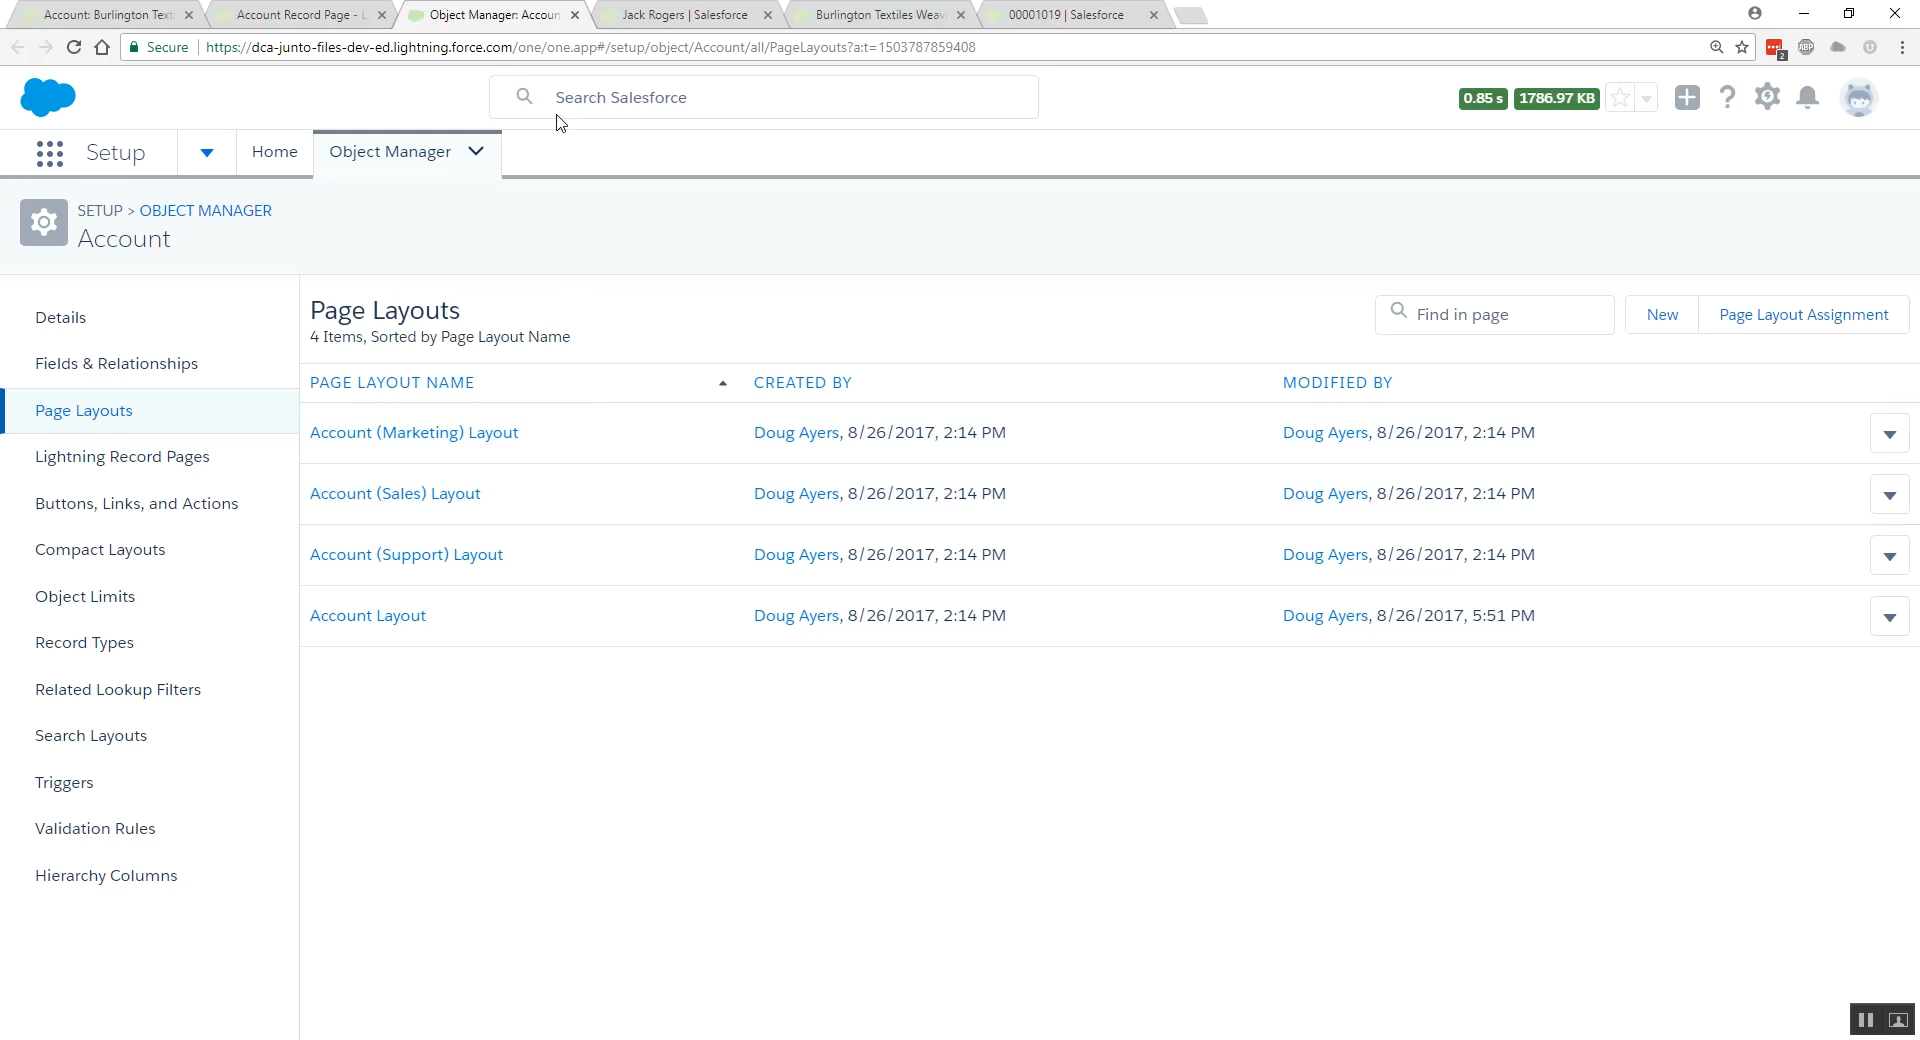 Account: Burlington Text
Account Record Page - L
Object Manager: Accoun
Jack Rogers | Salesforce
Burlington Textiles Weav
00001019 | Salesforce
Secure
https://dca-junto-files-dev-ed.lightning.force.com/one/one.app#/setup/object/Account/all/PageLayouts?a:t=1503787859408
2
ABP
Search Salesforce
0.85 s
1786.97 KB
Setup
Home
Object Manager
SETUP > OBJECT MANAGER
Account
Details
Fields & Relationships
Page Layouts
Lightning Record Pages
Buttons, Links, and Actions
Compact Layouts
Object Limits
Record Types
Related Lookup Filters
Search Layouts
Triggers
Validation Rules
Hierarchy Columns
Page Layouts
4 Items, Sorted by Page Layout Name
Find in page
New
Page Layout Assignment
PAGE LAYOUT NAME CREATED BY MODIFIED BY
Account (Marketing) Layout Doug Ayers, 8/26/2017, 2:14 PM Doug Ayers, 8/26/2017, 2:14 PM
Account (Sales) Layout Doug Ayers, 8/26/2017, 2:14 PM Doug Ayers, 8/26/2017, 2:14 PM
Account (Support) Layout Doug Ayers, 8/26/2017, 2:14 PM Doug Ayers, 8/26/2017, 2:14 PM
Account Layout Doug Ayers, 8/26/2017, 2:14 PM Doug Ayers, 8/26/2017, 5:51 PM